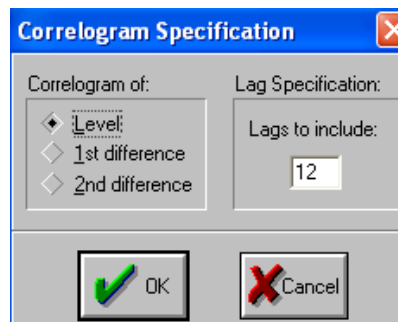 Correlogram Specification
Correlogram of:
Level
1st difference
2nd difference
Lag Specification:
Lags to include:
12
OK
Cancel